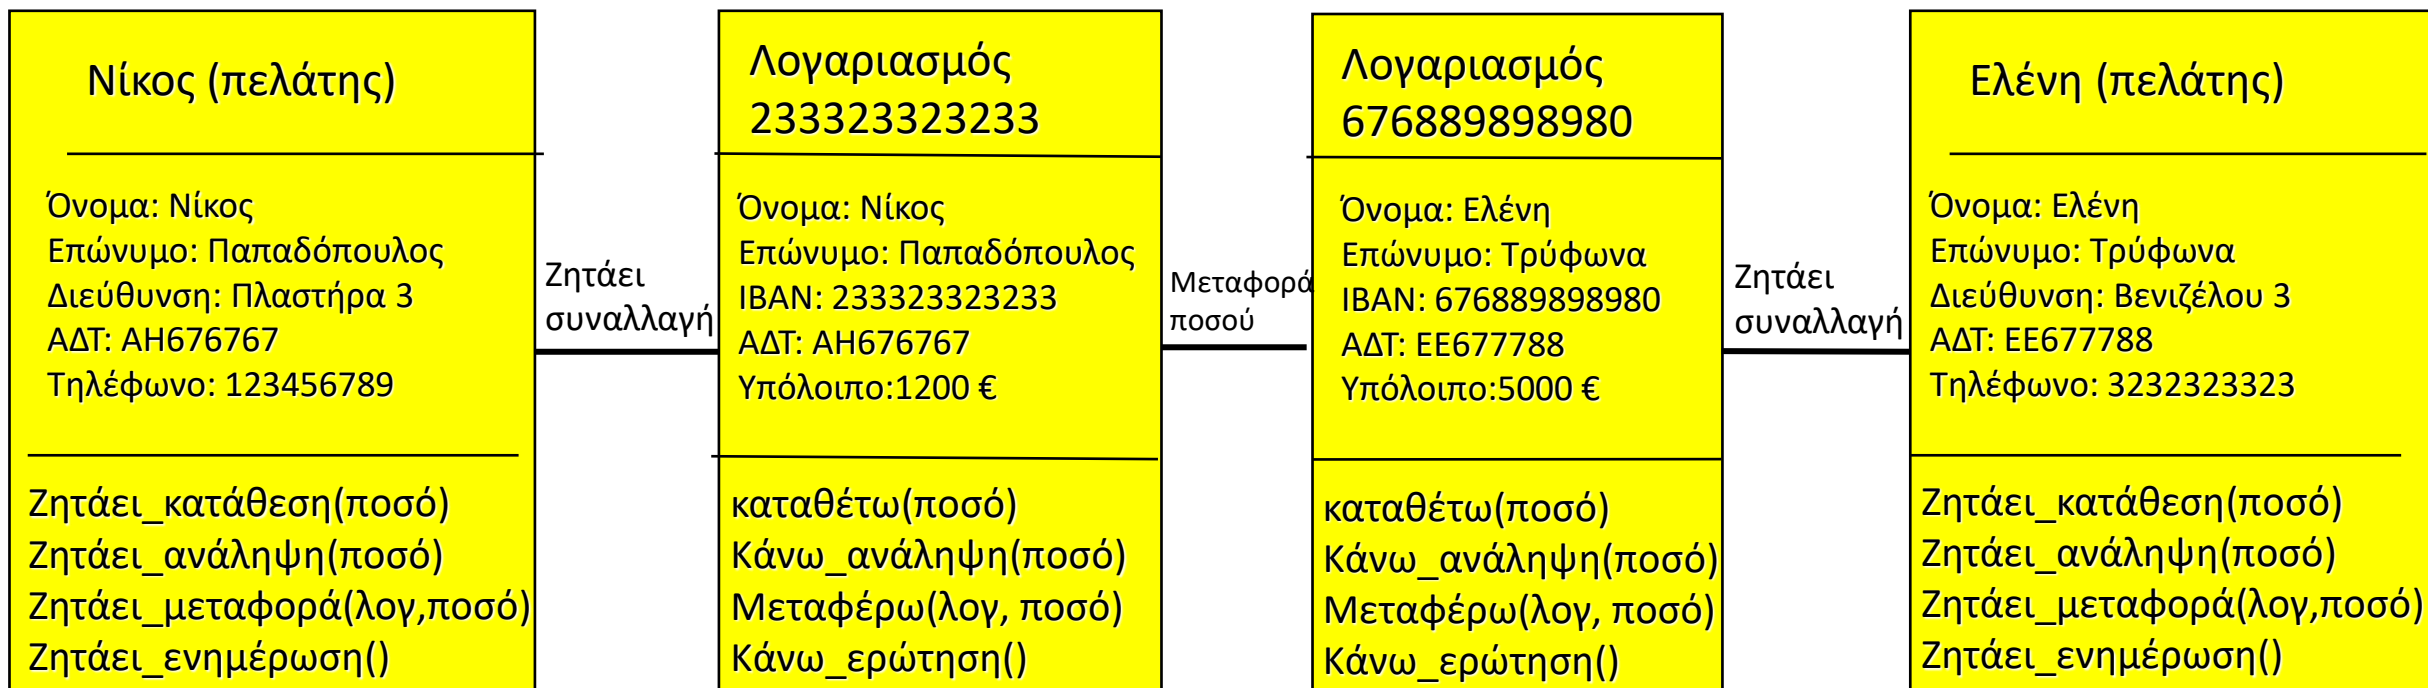 Νίκος (πελάτης)
Όνομα: Νίκος
Επώνυμο: Παπαδόπουλος
Διεύθυνση: Πλαστήρα 3
ΑΔΤ: ΑΗ676767
Τηλέφωνο: 123456789
Ζητάει_κατάθεση(ποσό)
Ζητάει_ανάληψη(ποσό)
Ζητάει_μεταφορά(λογ,ποσό)
Ζητάει_ενημέρωση()
Ζητάει
συναλλαγή
Λογαριασμός
233323323233
Όνομα: Νίκος
Επώνυμο: Παπαδόπουλος
IBAN: 233323323233
ΑΔΤ: ΑΗ676767
Υπόλοιπο:1200 €
καταθέτω(ποσό)
Κάνω_ανάληψη(ποσό)
Μεταφέρω(λογ, ποσό)
Κάνω_ερώτηση()
Μεταφορά
ποσού
Λογαριασμός
676889898980
Όνομα: Ελένη
Επώνυμο: Τρύφωνα
IBAN: 676889898980
ΑΔΤ: ΕΕ677788
Υπόλοιπο:5000 €
καταθέτω(ποσό)
Κάνω_ανάληψη(ποσό)
Μεταφέρω(λογ, ποσό)
Κάνω_ερώτηση()
Ζητάει
συναλλαγή
Ελένη (πελάτης)
Όνομα: Ελένη
Επώνυμο: Τρύφωνα
Διεύθυνση: Βενιζέλου 3
ΑΔΤ: ΕΕ677788
Τηλέφωνο: 3232323323
Ζητάει_κατάθεση(ποσό)
Ζητάει_ανάληψη(ποσό)
Ζητάει_μεταφορά(λογ,ποσό)
Ζητάει_ενημέρωση()